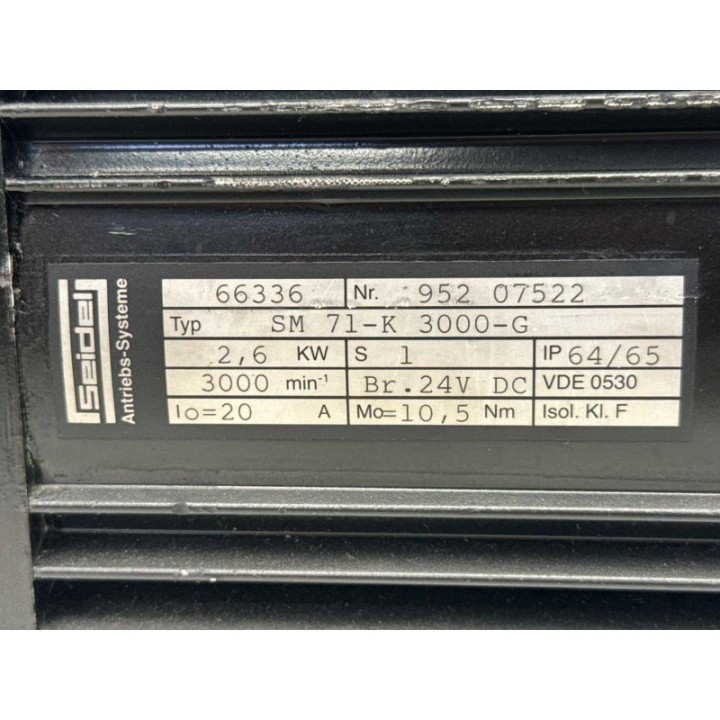 Seidel
Antriebs-Systeme
66336 Nr. 952 07522
Typ SM 71-K 3000-G
2,6 KW S 1 IP 64/65
3000 min⁻¹ Br.24V DC VDE 0530
Io=20 A Mo=10,5 Nm Isol. Kl. F